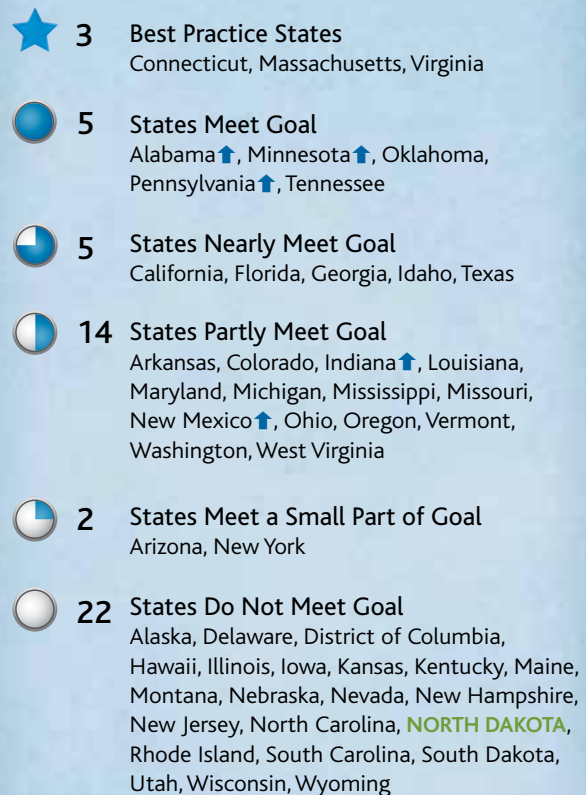 3 Best Practice States
Connecticut, Massachusetts, Virginia
5 States Meet Goal
Alabama⬆, Minnesota⬆, Oklahoma,
Pennsylvania⬆, Tennessee
5 States Nearly Meet Goal
California, Florida, Georgia, Idaho, Texas
14 States Partly Meet Goal
Arkansas, Colorado, Indiana⬆, Louisiana,
Maryland, Michigan, Mississippi, Missouri,
New Mexico⬆, Ohio, Oregon, Vermont,
Washington, West Virginia
2 States Meet a Small Part of Goal
Arizona, New York
22 States Do Not Meet Goal
Alaska, Delaware, District of Columbia,
Hawaii, Illinois, Iowa, Kansas, Kentucky, Maine,
Montana, Nebraska, Nevada, New Hampshire,
New Jersey, North Carolina, NORTH DAKOTA,
Rhode Island, South Carolina, South Dakota,
Utah, Wisconsin, Wyoming